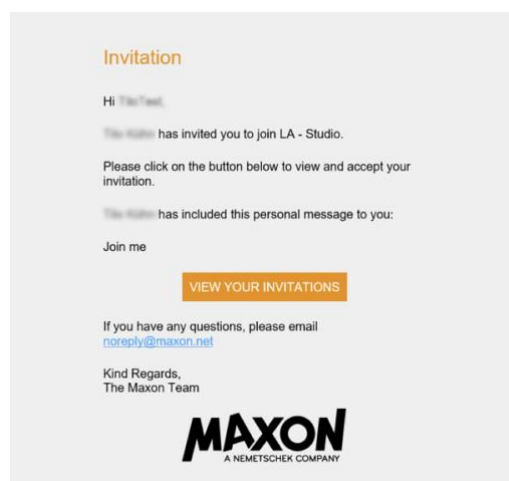 Invitation
Hi
has invited you to join LA - Studio.
Please click on the button below to view and accept your
invitation.
has included this personal message to you:
Join me
VIEW YOUR INVITATIONS
If you have any questions, please email
noreply@maxon.net
Kind Regards,
The Maxon Team
MAXON
A NEMETSCHEK COMPANY